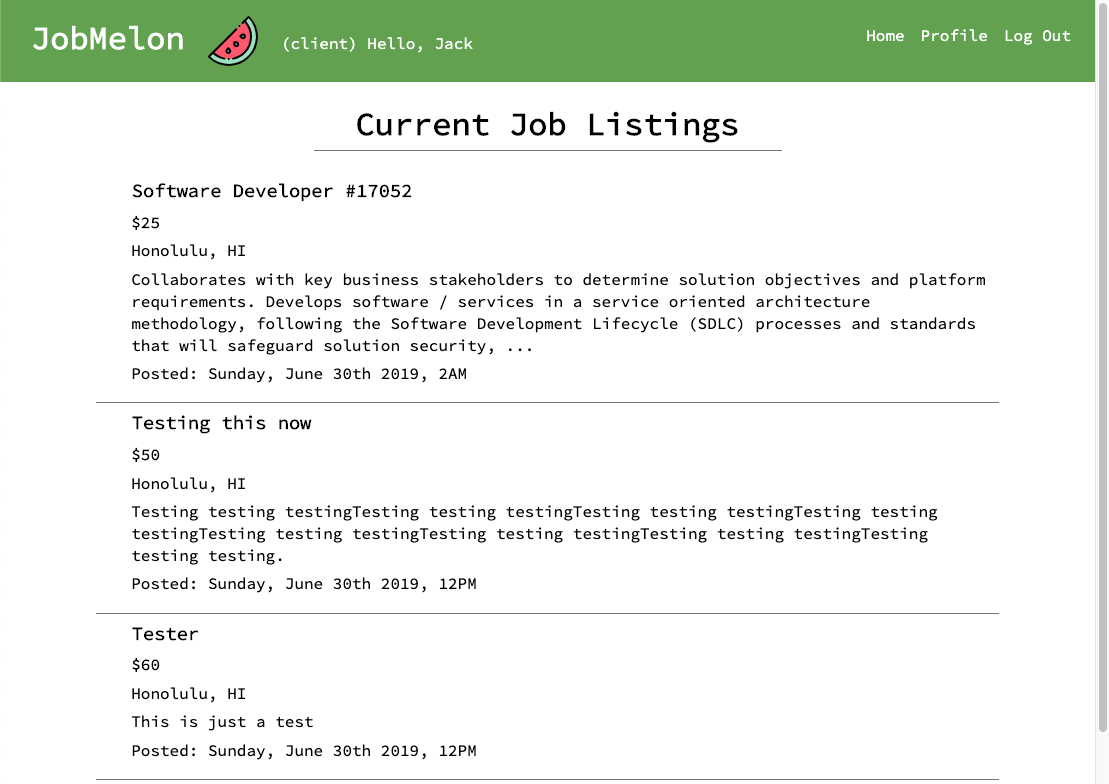 JobMelon (client) Hello, Jack Home Profile Log Out
Current Job Listings
Software Developer #17052
$25
Honolulu, HI
Collaborates with key business stakeholders to determine solution objectives and platform
requirements. Develops software / services in a service oriented architecture
methodology, following the Software Development Lifecycle (SDLC) processes and standards
that will safeguard solution security, ...
Posted: Sunday, June 30th 2019, 2AM
Testing this now
$50
Honolulu, HI
Testing testing testingTesting testing testingTesting testing testingTesting testing
testingTesting testing testingTesting testing testingTesting testing testingTesting
testing testing.
Posted: Sunday, June 30th 2019, 12PM
Tester
$60
Honolulu, HI
This is just a test
Posted: Sunday, June 30th 2019, 12PM